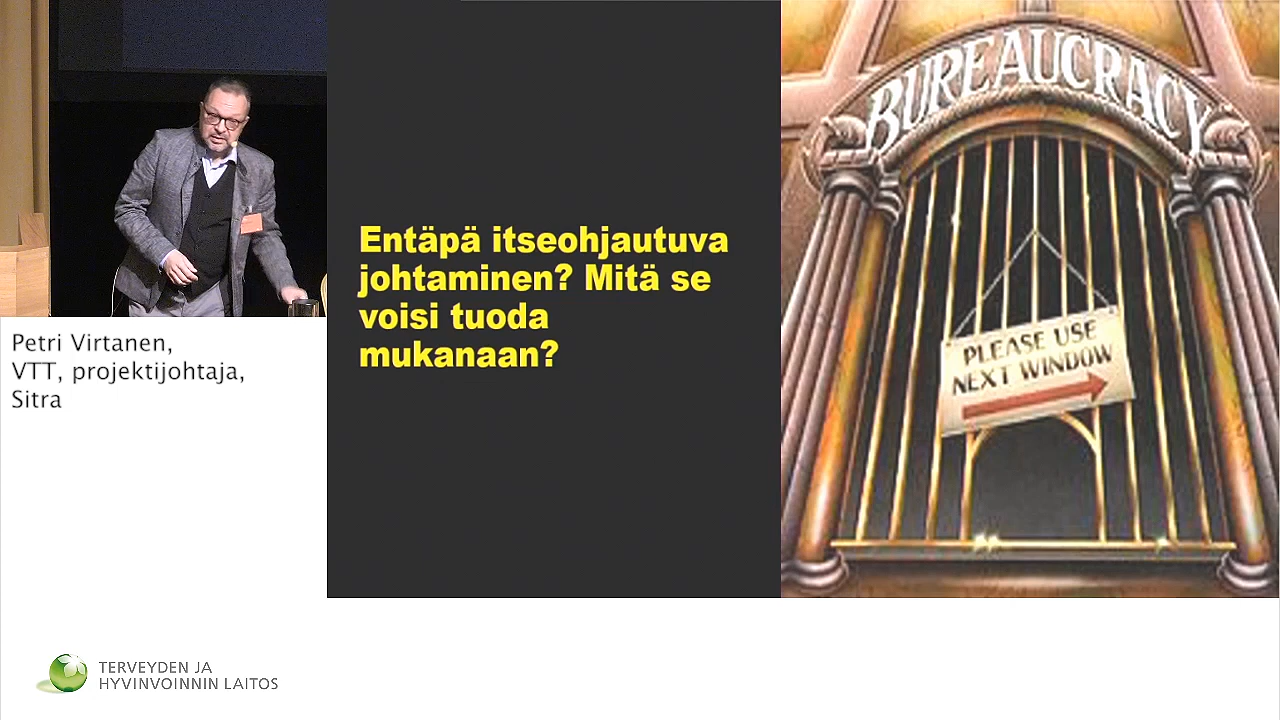 Petri Virtanen,
VTT, projektijohtaja,
Sitra
Entäpä itseohjautuva
johtaminen? Mitä se
voisi tuoda
mukanaan?
BUREAUCRACY
PLEASE USE
NEXT WINDOW
TERVEYDEN JA
HYVINVOINNIN LAITOS